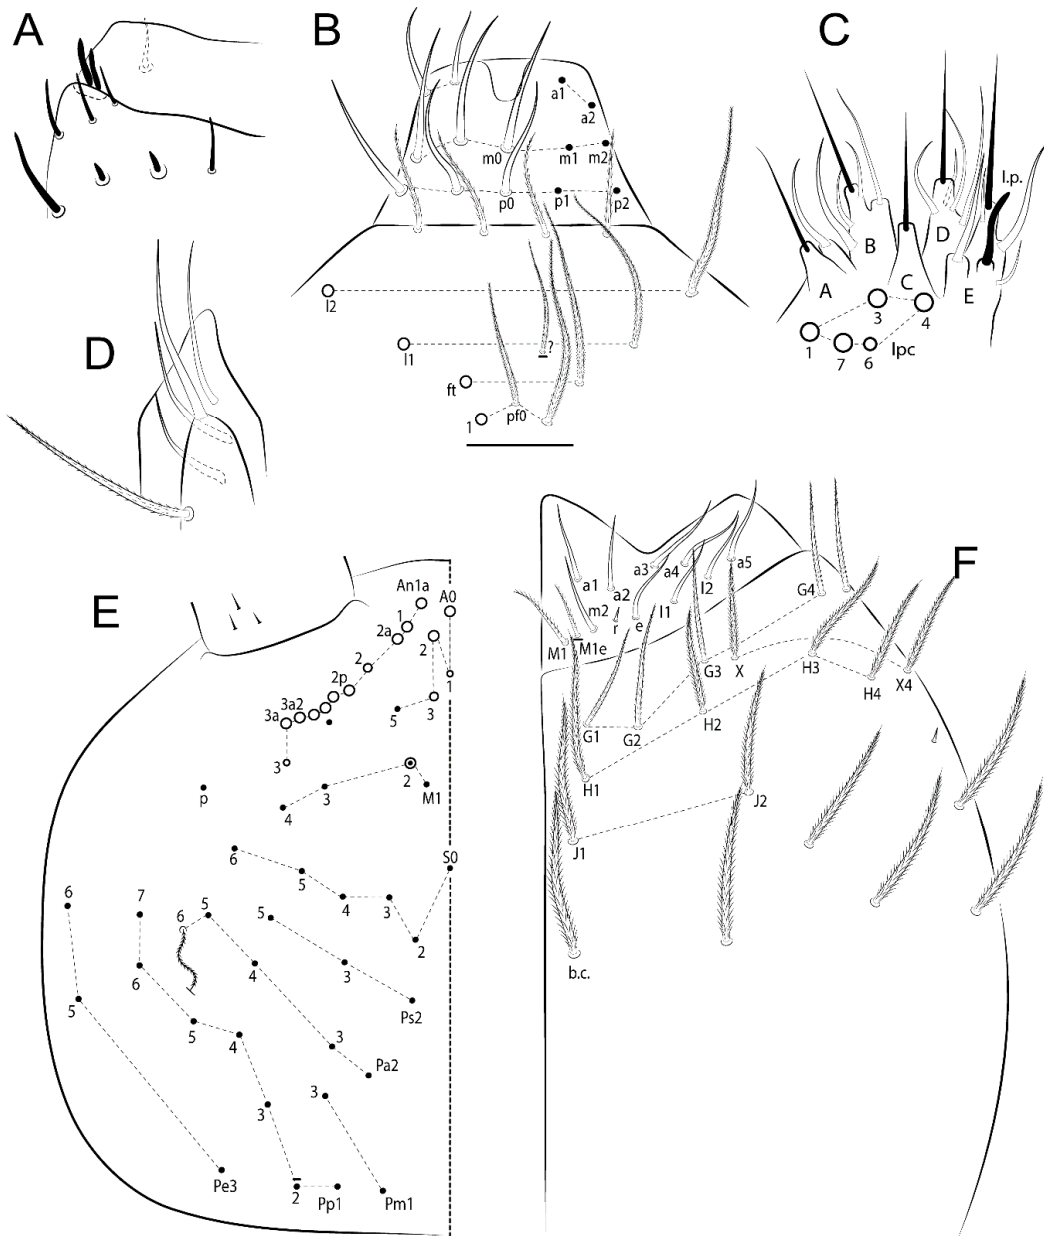 A
B
a1
a2
m0
m1
m2
p0
p1
p2
l2
l1
?
ft
1
pf0
C
l.p.
B
D
A
C
E
3
4
1
7
6
lpc
D
E
An1a
A0
1
2a
2
2
1
2p
3a2
3a
5
3
3
2
p
3
M1
4
S0
6
5
4
3
2
6
7
6
5
5
4
3
6
5
Ps2
5
4
3
Pa2
3
3
Pe3
2
Pp1
Pm1
F
a1
a2
a3
a4
a5
l2
l1
m2
r
e
M1
M1e
G4
G3
X
H3
H4
X4
G1
G2
H2
H1
J2
J1
b.c.